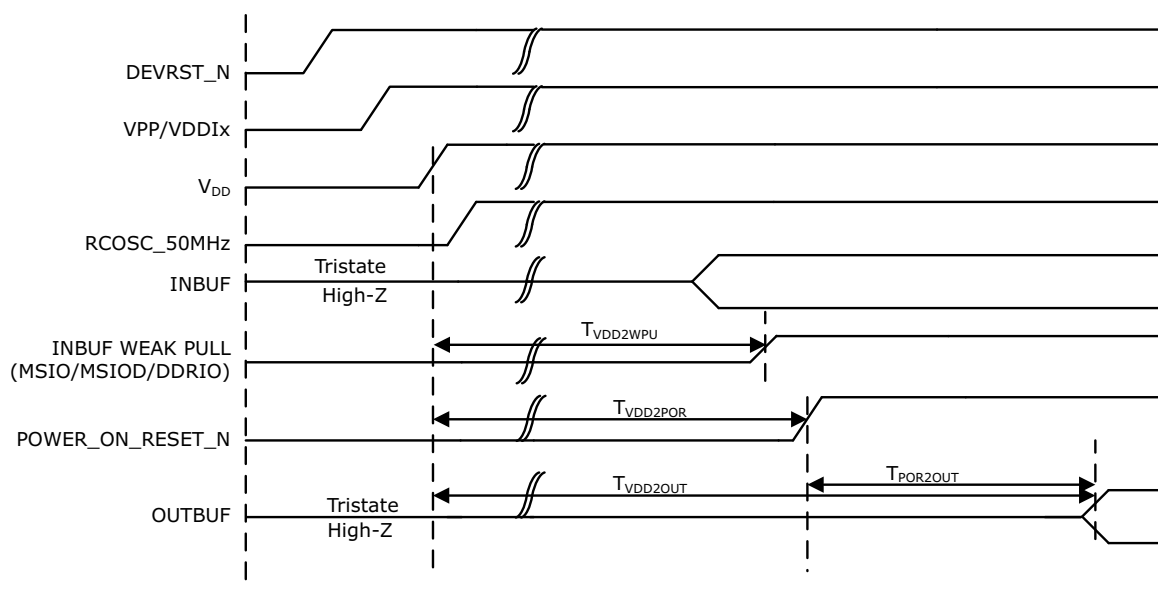 DEVRST_N
VPP/VDDIx
VDD
RCOSC_50MHz
Tristate
INBUF
High-Z
TVDD2WPU
INBUF WEAK PULL
(MSIO/MSIOD/DDRIO)
TVDD2POR
POWER_ON_RESET_N
TPOR2OUT
TVDD2OUT
Tristate
OUTBUF
High-Z